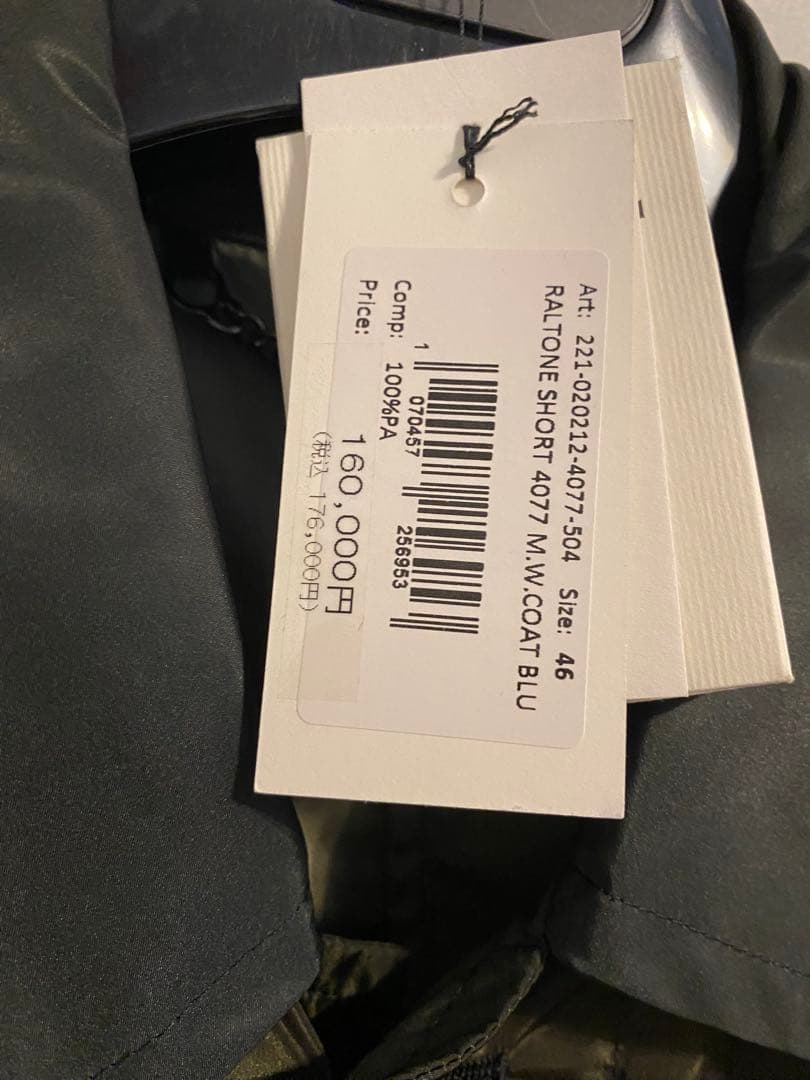 Art: 221-020212-4077-504 Size: 46
RALTONE SHORT 4077 M.W.COAT BLU
1 070457 256953
Comp: 100%PA
Price: 160,000円
(税込 176,000円)